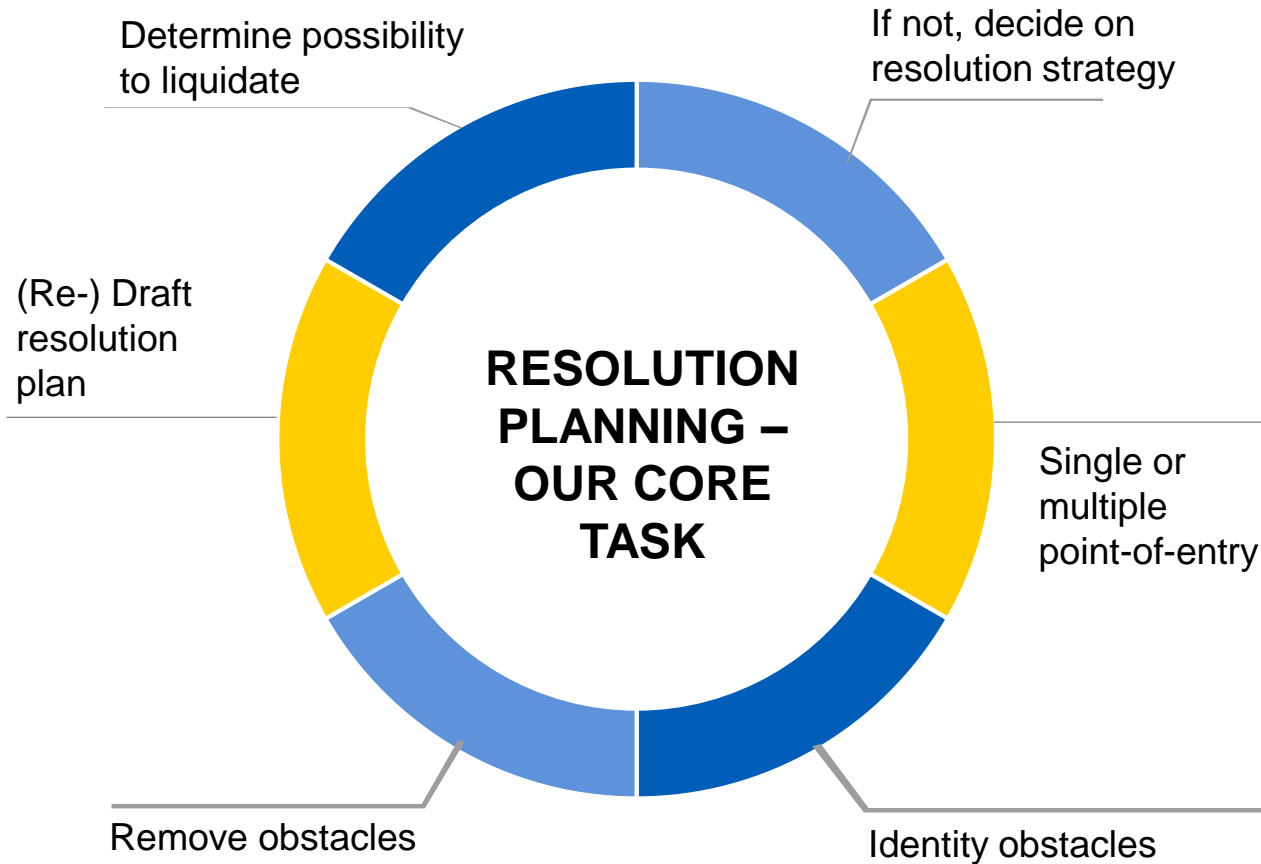 Determine possibility
to liquidate
If not, decide on
resolution strategy
(Re-) Draft
resolution
plan
RESOLUTION
PLANNING –
OUR CORE
TASK
Single or
multiple
point-of-entry
Remove obstacles
Identity obstacles